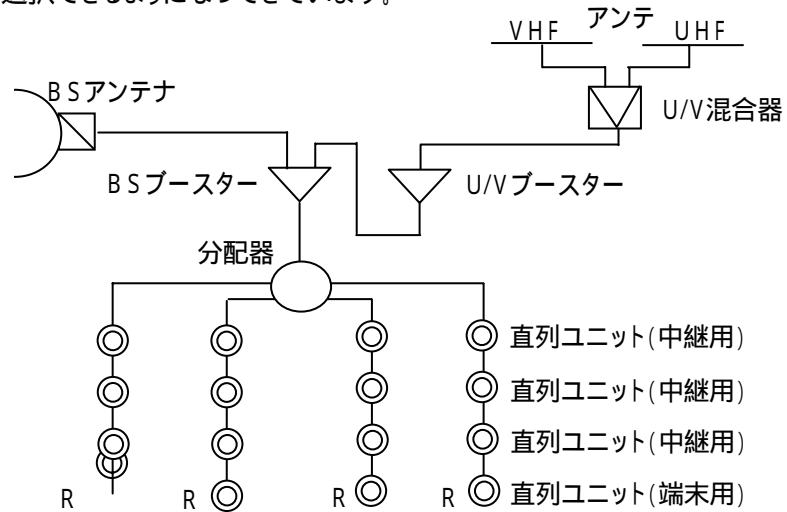 選択できるようになってきています。
アンテ
VHF UHF
BSアンテナ
U/V混合器
BSブースター U/Vブースター
分配器
直列ユニット(中継用)
直列ユニット(中継用)
直列ユニット(中継用)
R R R R 直列ユニット(端末用)